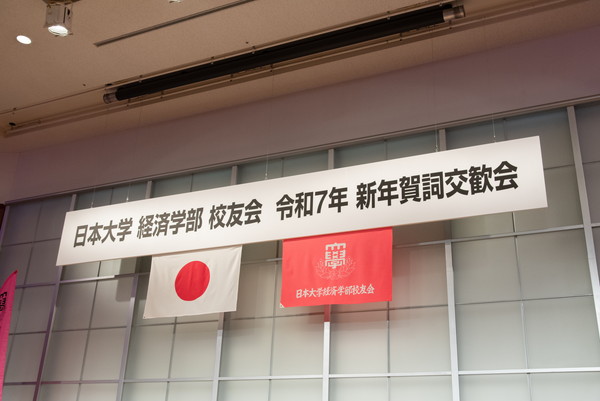 日本大学 経済学部 校友会 令和7年 新年賀詞交歓会
日本大学経済学部校友会